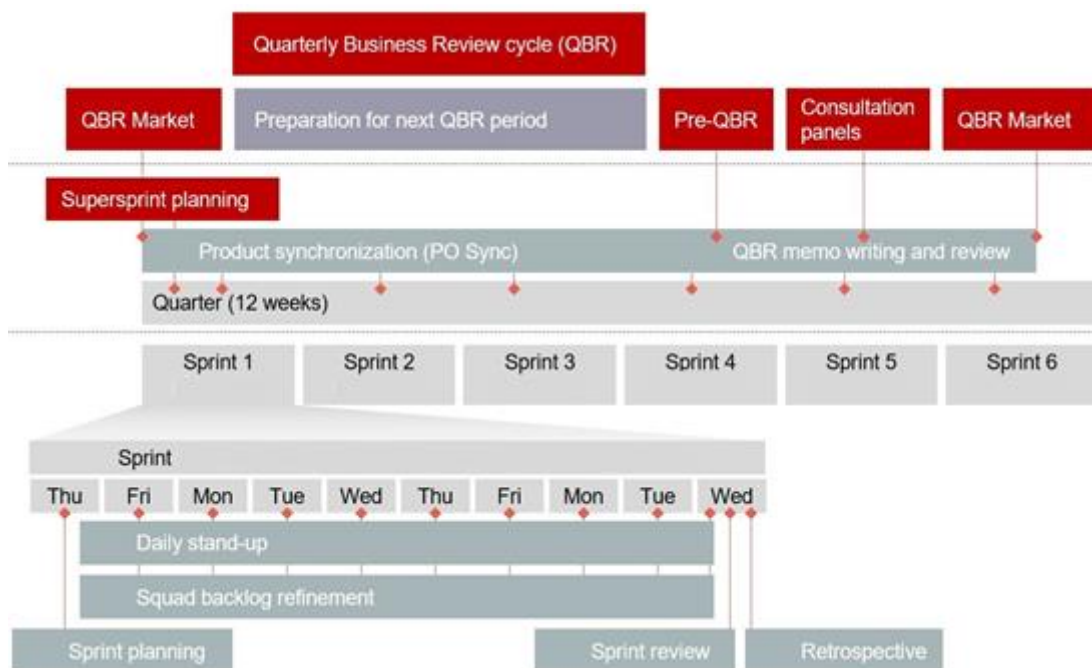 Quarterly Business Review cycle (QBR)
QBR Market
Preparation for next QBR period
Pre-QBR
Consultation
panels
QBR Market
Supersprint planning
Product synchronization (PO Sync)
QBR memo writing and review
Quarter (12 weeks)
Sprint 1
Sprint 2
Sprint 3
Sprint 4
Sprint 5
Sprint 6
Sprint
Thu
Fri
Mon
Tue
Wed
Thu
Fri
Mon
Tue
Wed
Daily stand-up
Squad backlog refinement
Sprint planning
Sprint review
Retrospective